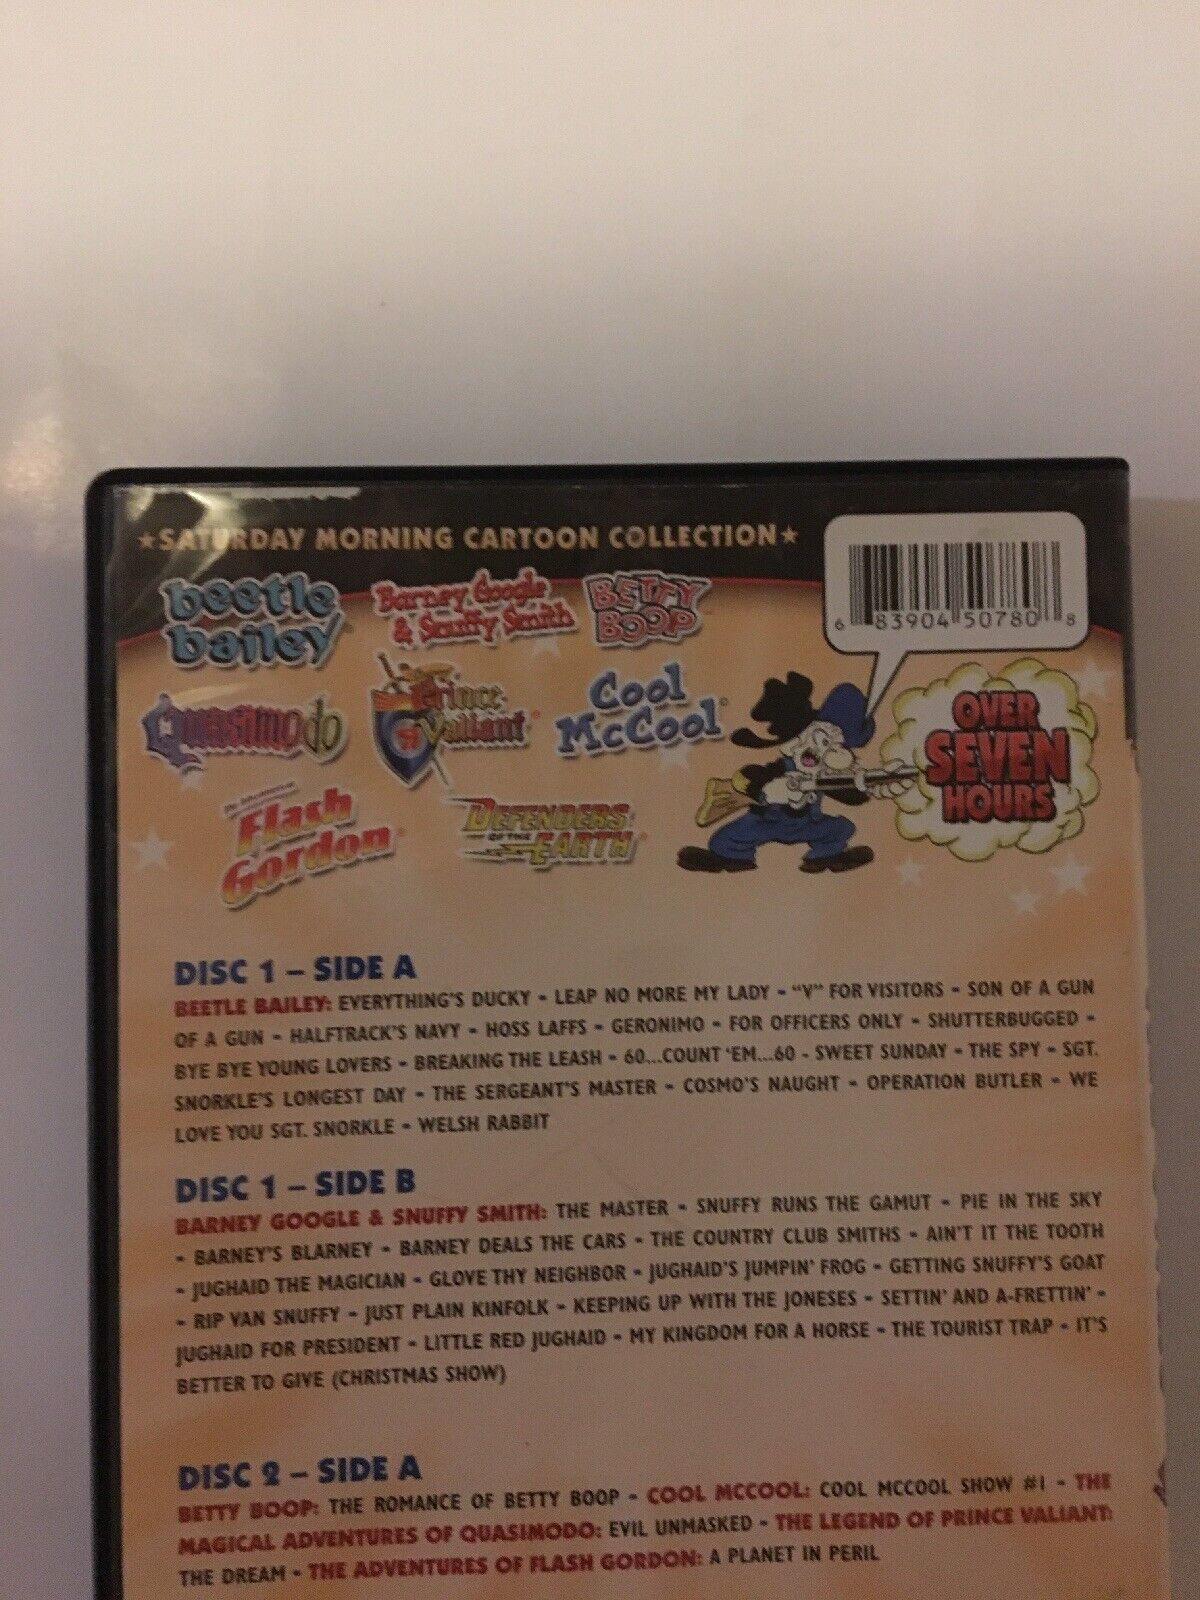 ★SATURDAY MORNING CARTOON COLLECTION★
6 83904 50780 8
beetle bailey
Barney Google & Snuffy Smith
BETTY BOOP
Quasimodo
Prince Valiant
Cool McCool
OVER SEVEN HOURS
The Adventures of
Flash Gordon
DEFENDERS OF THE EARTH
DISC 1 – SIDE A
BEETLE BAILEY: EVERYTHING'S DUCKY - LEAP NO MORE MY LADY - "V" FOR VISITORS - SON OF A GUN
OF A GUN - HALFTRACK'S NAVY - HOSS LAFFS - GERONIMO - FOR OFFICERS ONLY - SHUTTERBUGGED -
BYE BYE YOUNG LOVERS - BREAKING THE LEASH - 60...COUNT 'EM...60 - SWEET SUNDAY - THE SPY - SGT.
SNORKLE'S LONGEST DAY - THE SERGEANT'S MASTER - COSMO'S NAUGHT - OPERATION BUTLER - WE
LOVE YOU SGT. SNORKLE - WELSH RABBIT
DISC 1 – SIDE B
BARNEY GOOGLE & SNUFFY SMITH: THE MASTER - SNUFFY RUNS THE GAMUT - PIE IN THE SKY
- BARNEY'S BLARNEY - BARNEY DEALS THE CARS - THE COUNTRY CLUB SMITHS - AIN'T IT THE TOOTH
- JUGHAID THE MAGICIAN - GLOVE THY NEIGHBOR - JUGHAID'S JUMPIN' FROG - GETTING SNUFFY'S GOAT
- RIP VAN SNUFFY - JUST PLAIN KINFOLK - KEEPING UP WITH THE JONESES - SETTIN' AND A-FRETTIN' -
JUGHAID FOR PRESIDENT - LITTLE RED JUGHAID - MY KINGDOM FOR A HORSE - THE TOURIST TRAP - IT'S
BETTER TO GIVE (CHRISTMAS SHOW)
DISC 2 – SIDE A
BETTY BOOP: THE ROMANCE OF BETTY BOOP - COOL MCCOOL: COOL MCCOOL SHOW #1 - THE
MAGICAL ADVENTURES OF QUASIMODO: EVIL UNMASKED - THE LEGEND OF PRINCE VALIANT:
THE DREAM - THE ADVENTURES OF FLASH GORDON: A PLANET IN PERIL